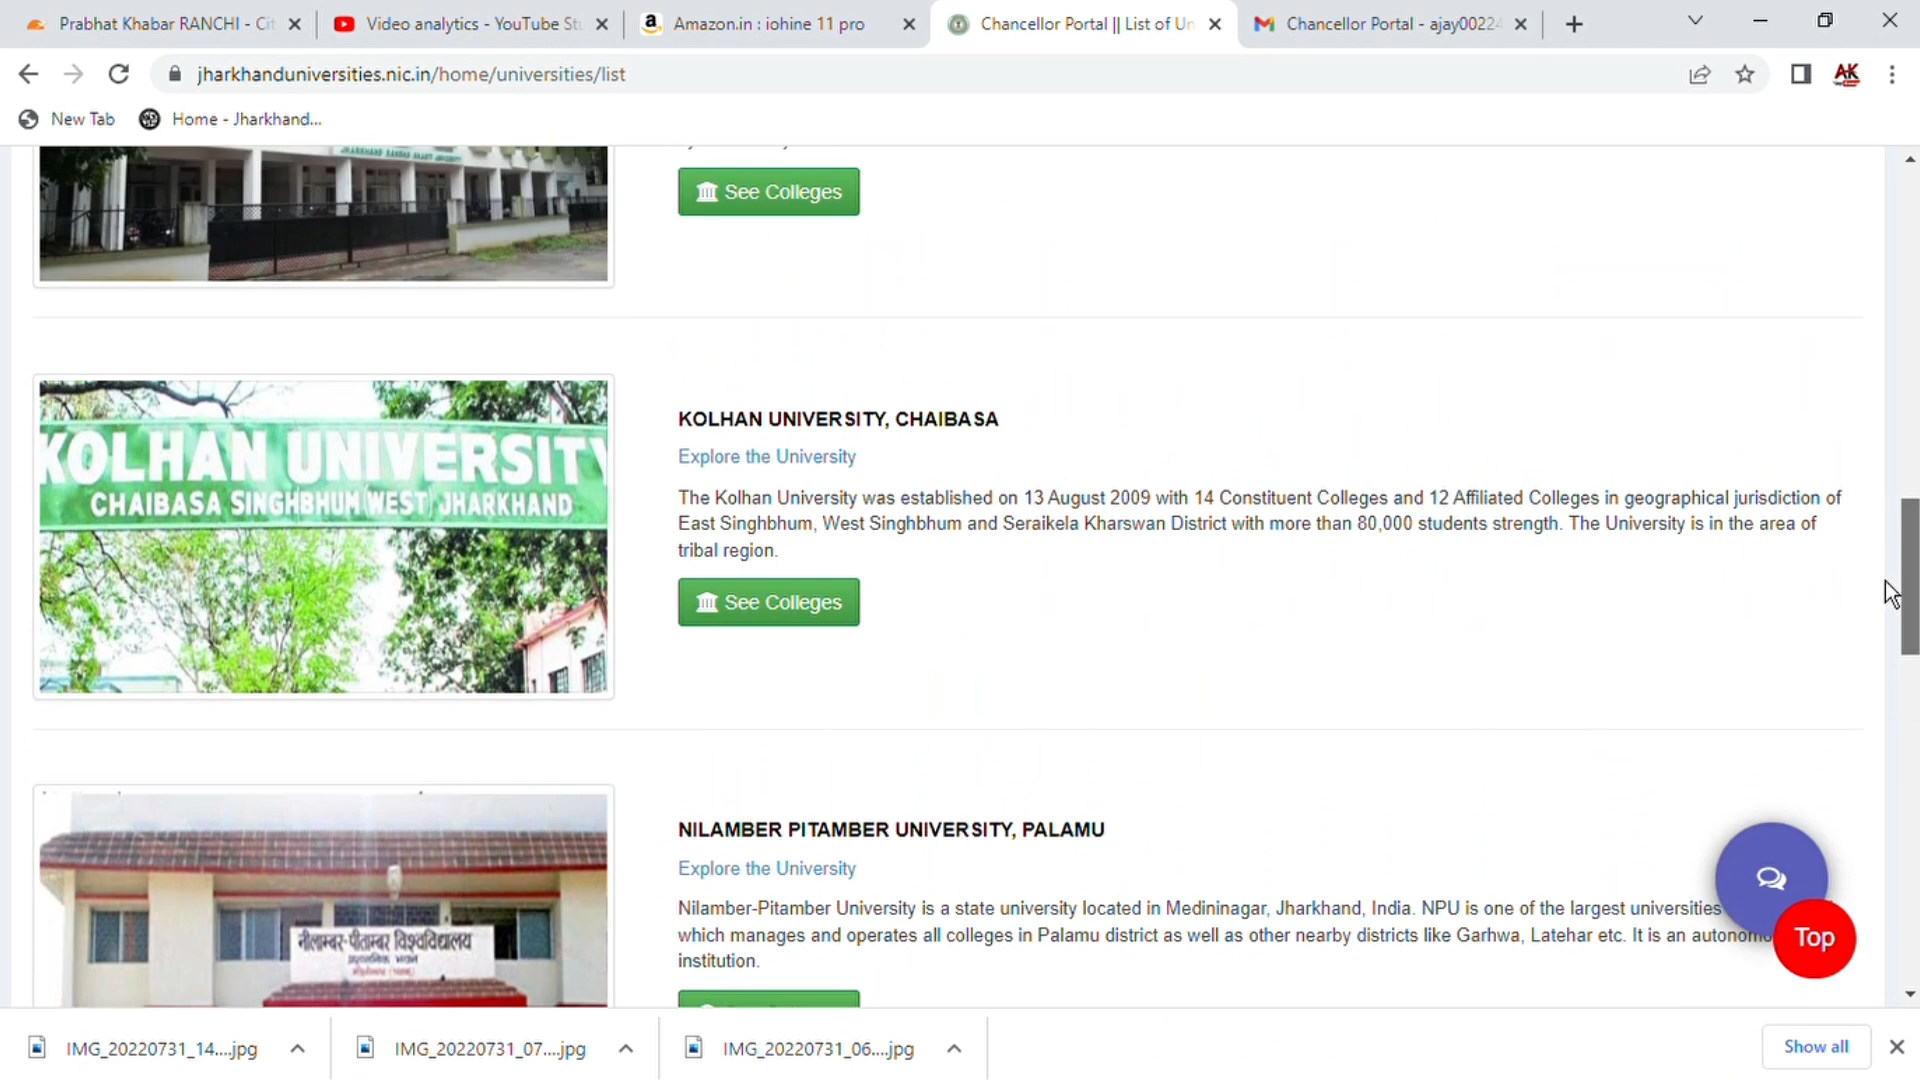 Prabhat Khabar RANCHI - Cit
Video analytics - YouTube Stu
Amazon.in : iohine 11 pro
Chancellor Portal || List of Un
Chancellor Portal - ajay00224
jharkhanduniversities.nic.in/home/universities/list
New Tab
Home - Jharkhand...
See Colleges
KOLHAN UNIVERSITY
CHAIBASA SINGHBHUM (WEST) JHARKHAND
KOLHAN UNIVERSITY, CHAIBASA
Explore the University
The Kolhan University was established on 13 August 2009 with 14 Constituent Colleges and 12 Affiliated Colleges in geographical jurisdiction of
East Singhbhum, West Singhbhum and Seraikela Kharswan District with more than 80,000 students strength. The University is in the area of
tribal region.
See Colleges
नीलाम्बर-पीताम्बर विश्वविद्यालय
NILAMBER PITAMBER UNIVERSITY, PALAMU
Explore the University
Nilamber-Pitamber University is a state university located in Medininagar, Jharkhand, India. NPU is one of the largest universities
which manages and operates all colleges in Palamu district as well as other nearby districts like Garhwa, Latehar etc. It is an autonomo
institution.
Top
IMG_20220731_14....jpg
IMG_20220731_07....jpg
IMG_20220731_06....jpg
Show all